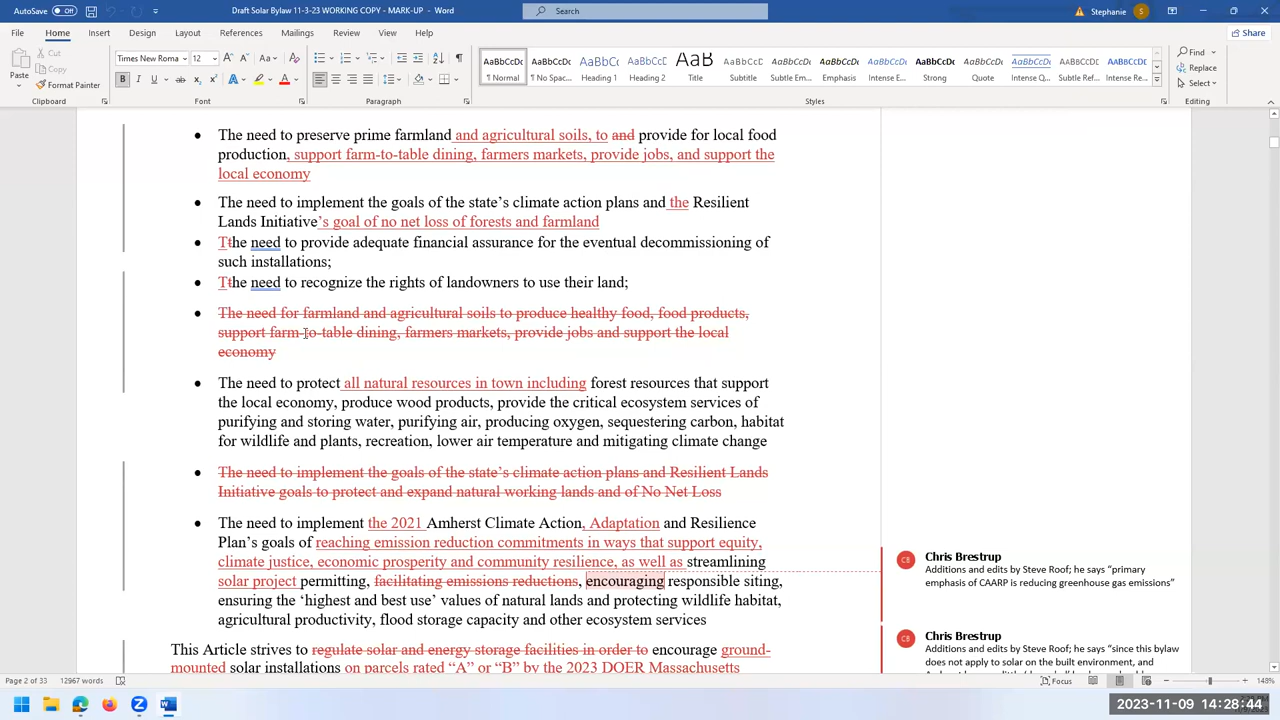 AutoSave Off Draft Solar Bylaw 11-3-23 WORKING COPY - MARK-UP - Word Search Stephanie S
File Home Insert Design Layout References Mailings Review View Help Share
Paste Cut Copy Format Painter Clipboard
Times New Roma 12 Font
Paragraph
AaBbCcDc ¶ Normal AaBbCcDc ¶ No Spac... AaBbC Heading 1 AaBbCc Heading 2 AaB Title AaBbCcD Subtitle AaBbCcDt Subtle Em... AaBbCcDt Emphasis AaBbCcDt Intense E... AaBbCcDc Strong AaBbCcDt Quote AaBbCcDt Intense Q... AaBbCcDt Subtle Ref... AaBbCcDt Intense Re... Styles
Find Replace Select Editing
• The need to preserve prime farmland and agricultural soils, to and provide for local food
production, support farm-to-table dining, farmers markets, provide jobs, and support the
local economy
• The need to implement the goals of the state’s climate action plans and the Resilient
Lands Initiative’s goal of no net loss of forests and farmland
• Tthe need to provide adequate financial assurance for the eventual decommissioning of
such installations;
• Tthe need to recognize the rights of landowners to use their land;
• The need for farmland and agricultural soils to produce healthy food, food products,
support farm-to-table dining, farmers markets, provide jobs and support the local
economy
• The need to protect all natural resources in town including forest resources that support
the local economy, produce wood products, provide the critical ecosystem services of
purifying and storing water, purifying air, producing oxygen, sequestering carbon, habitat
for wildlife and plants, recreation, lower air temperature and mitigating climate change
• The need to implement the goals of the state’s climate action plans and Resilient Lands
Initiative goals to protect and expand natural working lands and of No Net Loss
• The need to implement the 2021 Amherst Climate Action, Adaptation and Resilience
Plan’s goals of reaching emission reduction commitments in ways that support equity,
climate justice, economic prosperity and community resilience, as well as streamlining
solar project permitting, facilitating emissions reductions, encouraging responsible siting,
ensuring the ‘highest and best use’ values of natural lands and protecting wildlife habitat,
agricultural productivity, flood storage capacity and other ecosystem services
This Article strives to regulate solar and energy storage facilities in order to encourage ground-
mounted solar installations on parcels rated “A” or “B” by the 2023 DOER Massachusetts
CB Chris Brestrup
Additions and edits by Steve Roof; he says “primary
emphasis of CAARP is reducing greenhouse gas emissions”
CB Chris Brestrup
Additions and edits by Steve Roof; he says “since this bylaw
does not apply to solar on the built environment, and
Page 2 of 33 12967 words Focus 148%
2023-11-09 14:28:44